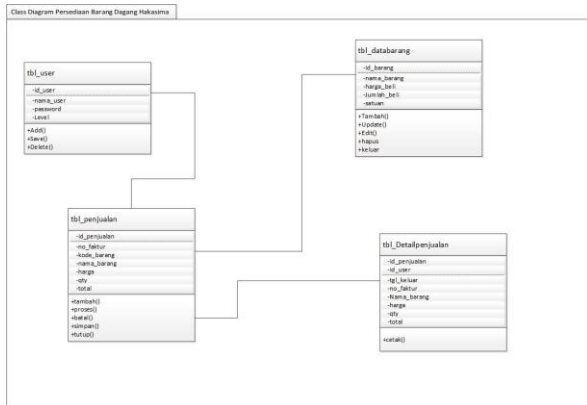 Class Diagram Persediaan Barang Dagang Hakasima
tbl_user
-id_user
-nama_user
-password
-Level
+Add()
+Save()
+Delete()
tbl_databarang
-id_barang
-nama_barang
-harga_beli
-Jumlah_beli
-satuan
+Tambah()
+Update()
+Edit()
+hapus
+keluar
tbl_penjualan
-id_penjualan
-no_faktur
-kode_barang
-nama_barang
-harga
-qty
-total
+tambah()
+proses()
+batal()
+simpan()
+tutup()
tbl_Detailpenjualan
-id_penjualan
-id_user
-tgl_keluar
-no_faktur
-Nama_barang
-harga
-qty
-total
+cetak()